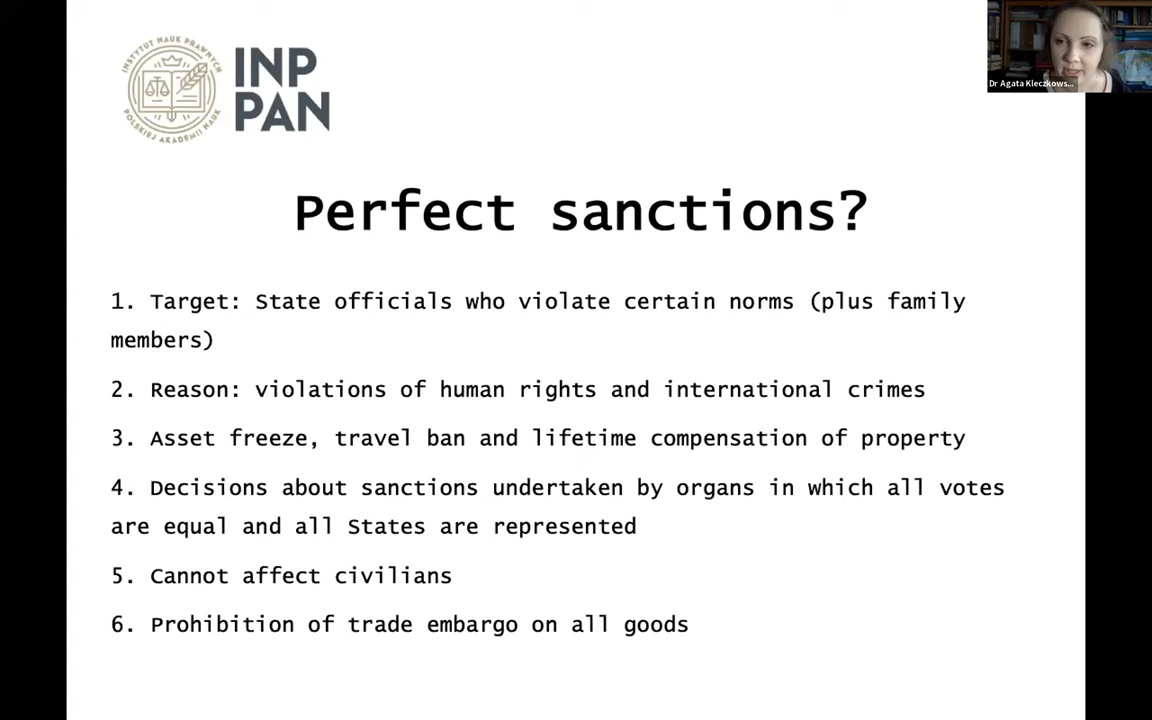 INSTYTUT NAUK PRAWNYCH
POLSKIEJ AKADEMII NAUK
INP
PAN
Dr Agata Kleczkows...
Perfect sanctions?
1. Target: State officials who violate certain norms (plus family
members)
2. Reason: violations of human rights and international crimes
3. Asset freeze, travel ban and lifetime compensation of property
4. Decisions about sanctions undertaken by organs in which all votes
are equal and all States are represented
5. Cannot affect civilians
6. Prohibition of trade embargo on all goods